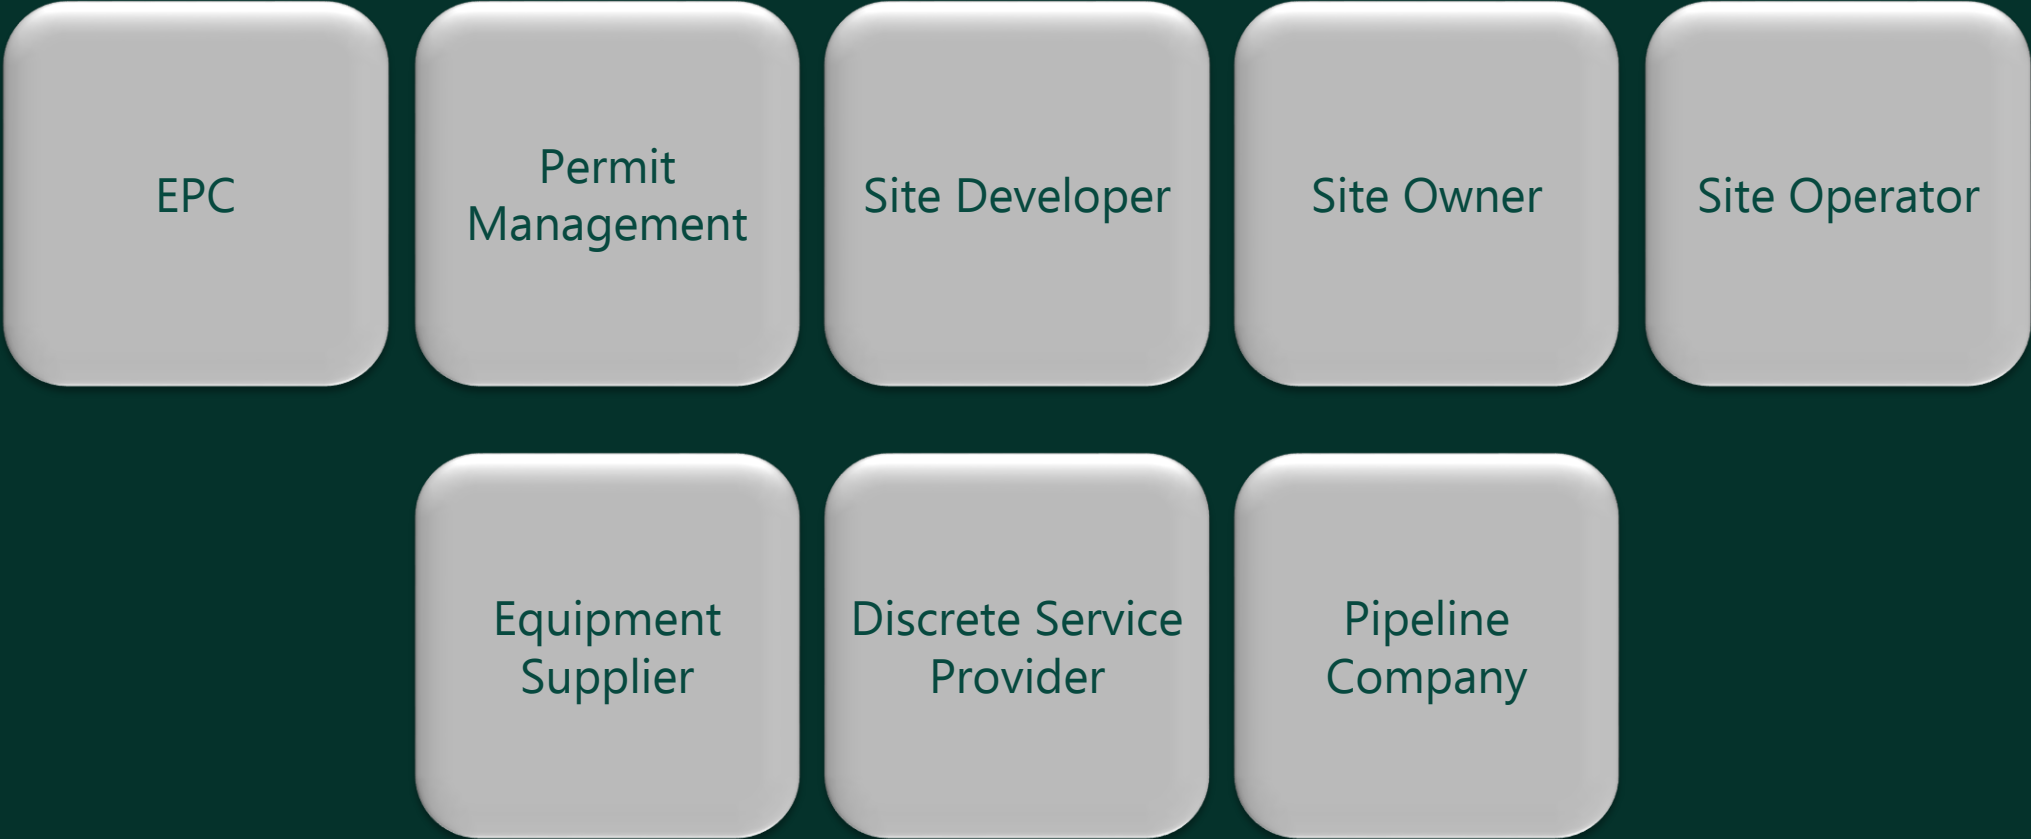 EPC
Permit
Management
Site Developer
Site Owner
Site Operator
Equipment
Supplier
Discrete Service
Provider
Pipeline
Company